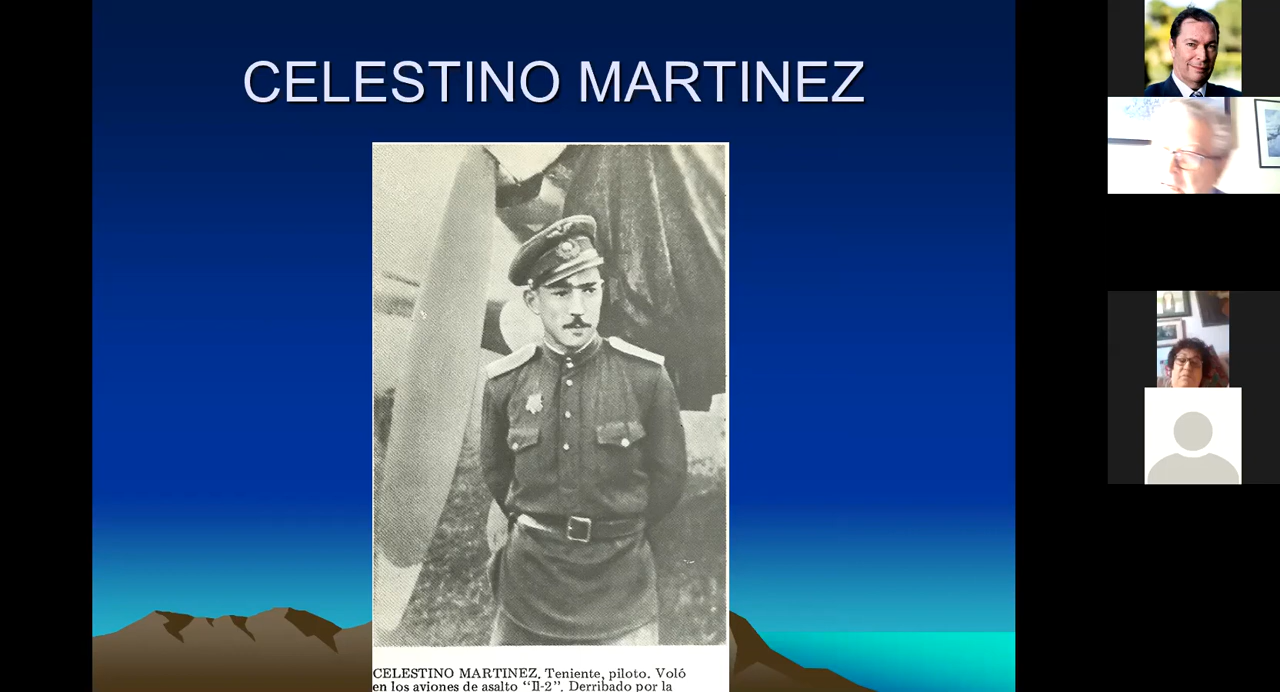 CELESTINO MARTINEZ
CELESTINO MARTINEZ. Teniente, piloto. Voló
en los aviones de asalto “Il-2”. Derribado por la